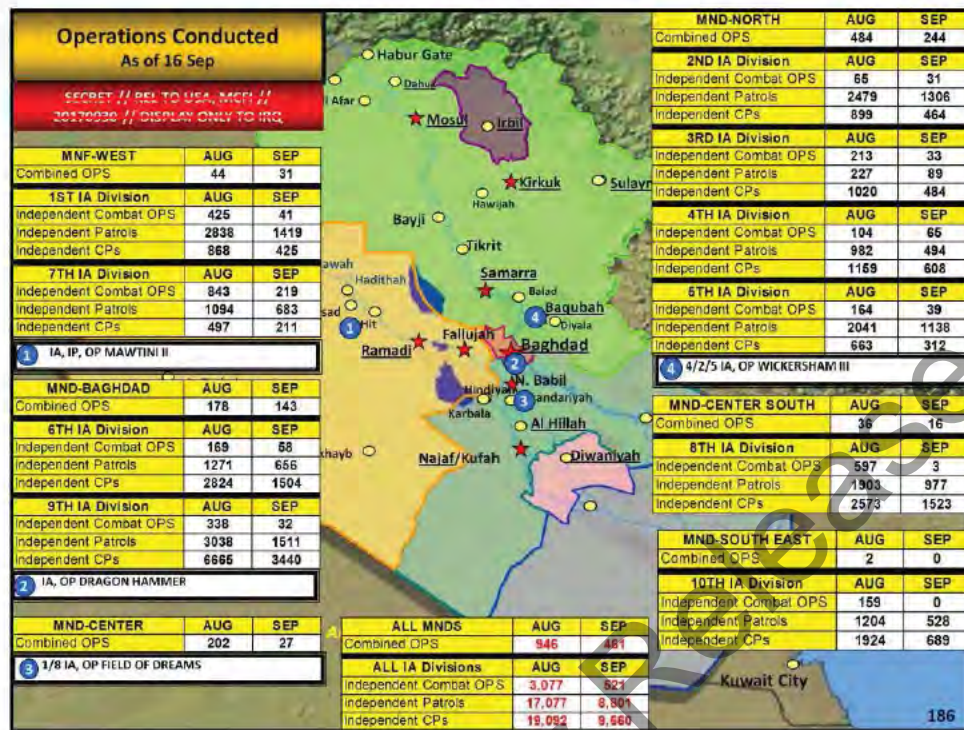 Operations Conducted
As of 16 Sep
SECRET // REL TO USA, MCFI //
20170930 // DISPLAY ONLY TO IRQ
MNF-WEST AUG SEP
Combined OPS 44 31
1ST IA Division AUG SEP
Independent Combat OPS 425 41
Independent Patrols 2838 1419
Independent CPs 868 425
7TH IA Division AUG SEP
Independent Combat OPS 843 219
Independent Patrols 1094 683
Independent CPs 497 211
1 IA, IP, OP MAWTINI II
MND-BAGHDAD AUG SEP
Combined OPS 178 143
6TH IA Division AUG SEP
Independent Combat OPS 169 58
Independent Patrols 1271 656
Independent CPs 2824 1504
9TH IA Division AUG SEP
Independent Combat OPS 338 32
Independent Patrols 3038 1511
Independent CPs 6665 3440
2 IA, OP DRAGON HAMMER
MND-CENTER AUG SEP
Combined OPS 202 27
3 1/8 IA, OP FIELD OF DREAMS
Habur Gate
Dahu
l Afar
Mosul
Irbil
Kirkuk
Sulayn
Hawijah
Bayji
Tikrit
Samarra
awah
Hadithah
Balad
Baqubah
sad
4
Diyala
1
Hit
Fallujah
Ramadi
Baghdad
2
N. Babil
Hindiyah
3
andariyah
Karbala
Al Hillah
khayb
Najaf/Kufah
Diwaniyah
Kuwait City
ALL MNDS AUG SEP
Combined OPS 946 461
ALL IA Divisions AUG SEP
Independent Combat OPS 3,077 521
Independent Patrols 17,077 8,801
Independent CPs 19,092 9,660
MND-NORTH AUG SEP
Combined OPS 484 244
2ND IA Division AUG SEP
Independent Combat OPS 65 31
Independent Patrols 2479 1306
Independent CPs 899 464
3RD IA Division AUG SEP
Independent Combat OPS 213 33
Independent Patrols 227 89
Independent CPs 1020 484
4TH IA Division AUG SEP
Independent Combat OPS 104 65
Independent Patrols 982 494
Independent CPs 1159 608
5TH IA Division AUG SEP
Independent Combat OPS 164 39
Independent Patrols 2041 1138
Independent CPs 663 312
4 4/2/5 IA, OP WICKERSHAM III
MND-CENTER SOUTH AUG SEP
Combined OPS 36 16
8TH IA Division AUG SEP
Independent Combat OPS 597 3
Independent Patrols 1903 977
Independent CPs 2573 1523
MND-SOUTH EAST AUG SEP
Combined OPS 2 0
10TH IA Division AUG SEP
Independent Combat OPS 159 0
Independent Patrols 1204 528
Independent CPs 1924 689
Release
186